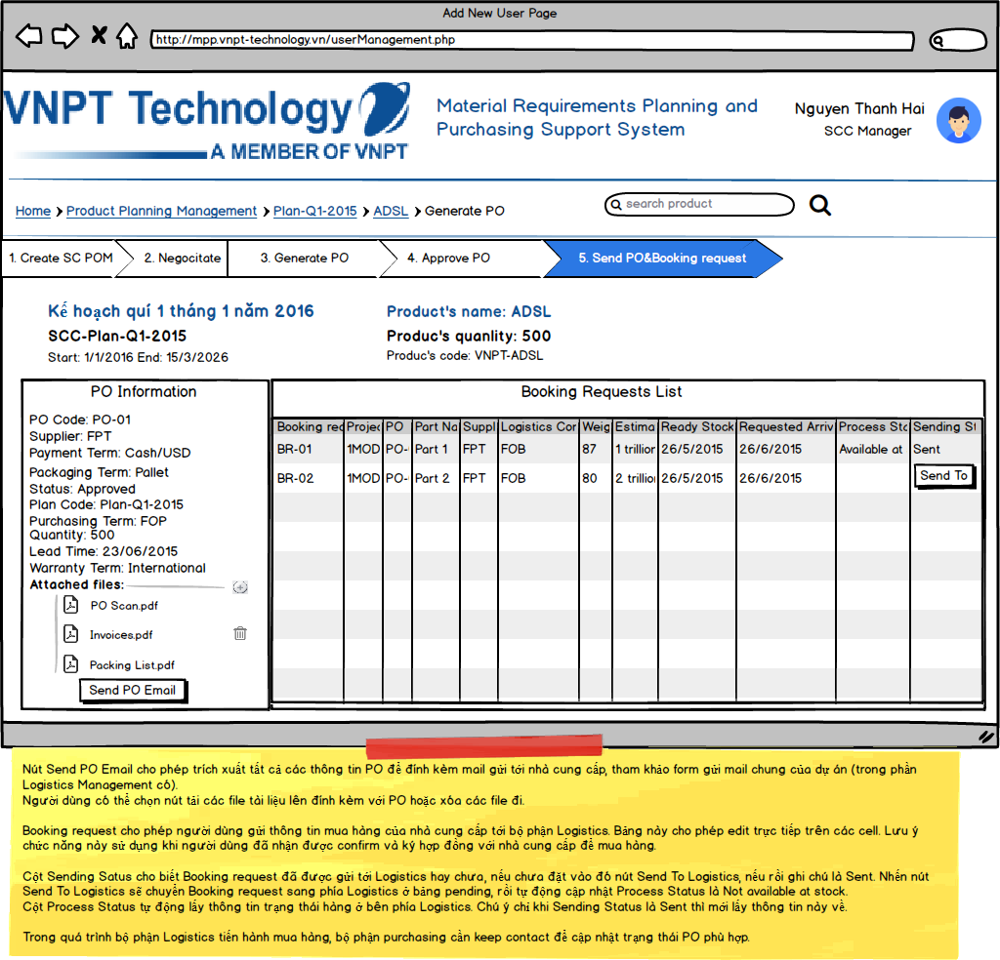 Add New User Page
http://mpp.vnpt-technology.vn/userManagement.php
VNPT Technology
A MEMBER OF VNPT
Material Requirements Planning and
Purchasing Support System
Nguyen Thanh Hai
SCC Manager
Home Product Planning Management Plan-Q1-2015 ADSL Generate PO
search product
1. Create SC POM 2. Negocitate 3. Generate PO 4. Approve PO 5. Send PO&Booking request
Kế hoạch quí 1 tháng 1 năm 2016
SCC-Plan-Q1-2015
Start: 1/1/2016 End: 15/3/2026
Product's name: ADSL
Produc's quanlity: 500
Produc's code: VNPT-ADSL
PO Information
PO Code: PO-01
Supplier: FPT
Payment Term: Cash/USD
Packaging Term: Pallet
Status: Approved
Plan Code: Plan-Q1-2015
Purchasing Term: FOP
Quantity: 500
Lead Time: 23/06/2015
Warranty Term: International
Attached files:
PO Scan.pdf
Invoices.pdf
Packing List.pdf
Send PO Email
Booking Requests List
Booking req Projec PO Part Na Suppl Logistics Con Weig Estima Ready Stock Requested Arriv Process Sta Sending St
BR-01 1MOD PO- Part 1 FPT FOB 87 1 trillion 26/5/2015 26/6/2015 Available at Sent
BR-02 1MOD PO- Part 2 FPT FOB 80 2 trillio 26/5/2015 26/6/2015 Send To
Nút Send PO Email cho phép trích xuất tất cả các thông tin PO để đính kèm mail gửi tới nhà cung cấp, tham khảo form gửi mail chung của dự án (trong phần
Logistics Management có).
Người dùng có thể chọn nút tải các file tài liệu lên đính kèm với PO hoặc xóa các file đi.
Booking request cho phép người dùng gửi thông tin mua hàng của nhà cung cấp tới bộ phận Logistics. Bảng này cho phép edit trực tiếp trên các cell. Lưu ý
chức năng này sử dụng khi người dùng đã nhận được confirm và ký hợp đồng với nhà cung cấp để mua hàng.
Cột Sending Satus cho biết Booking request đã được gửi tới Logistics hay chưa, nếu chưa đặt vào đó nút Send To Logistics, nếu rồi ghi chú là Sent. Nhấn nút
Send To Logistics sẽ chuyển Booking request sang phía Logistics ở bảng pending, rồi tự động cập nhật Process Status là Not available at stock.
Cột Process Status tự động lấy thông tin trạng thái hàng ở bên phía Logistics. Chú ý chỉ khi Sending Status là Sent thì mới lấy thông tin này về.
Trong quá trình bộ phận Logistics tiến hành mua hàng, bộ phận purchasing cần keep contact để cập nhật trạng thái PO phù hợp.